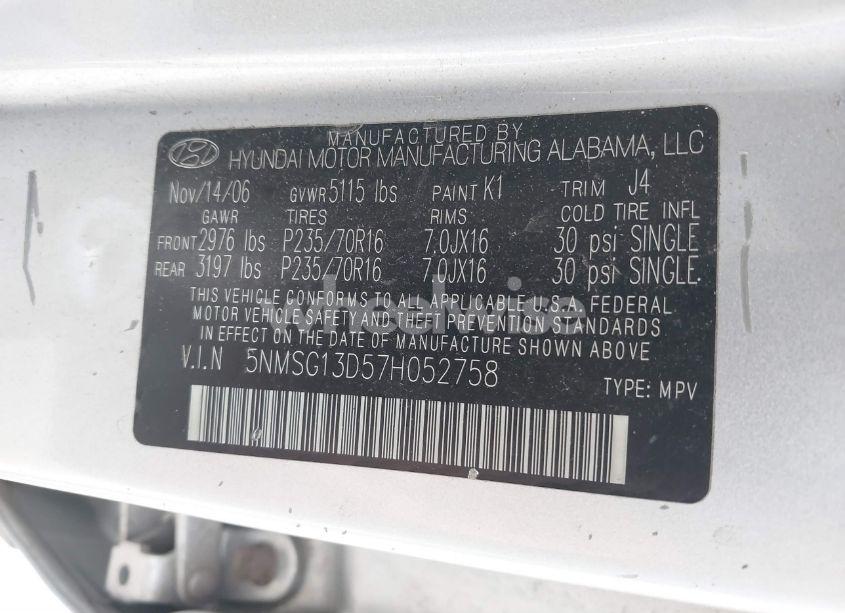 MANUFACTURED BY
HYUNDAI MOTOR MANUFACTURING ALABAMA, LLC
Nov/14/06 GVWR 5115 lbs PAINT K1 TRIM J4
GAWR TIRES RIMS COLD TIRE INFL
FRONT 2976 lbs P235/70R16 7.0JX16 30 psi SINGLE
REAR 3197 lbs P235/70R16 7.0JX16 30 psi SINGLE
THIS VEHICLE CONFORMS TO ALL APPLICABLE U.S.A. FEDERAL
MOTOR VEHICLE SAFETY AND THEFT PREVENTION STANDARDS
IN EFFECT ON THE DATE OF MANUFACTURE SHOWN ABOVE
wheelwise
V.I.N 5NMSG13D57H052758
TYPE: MPV